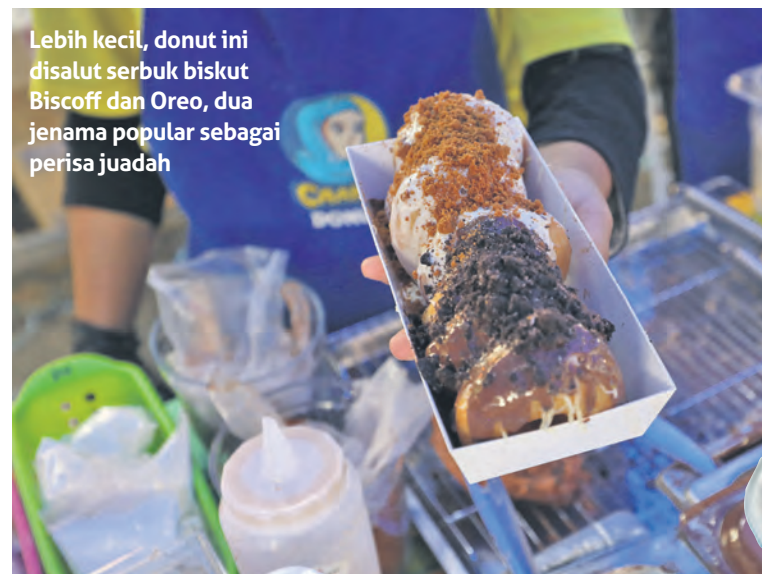 Lebih kecil, donut ini
disalut serbuk biskut
Biscoff dan Oreo, dua
jenama popular sebagai
perisa juadah